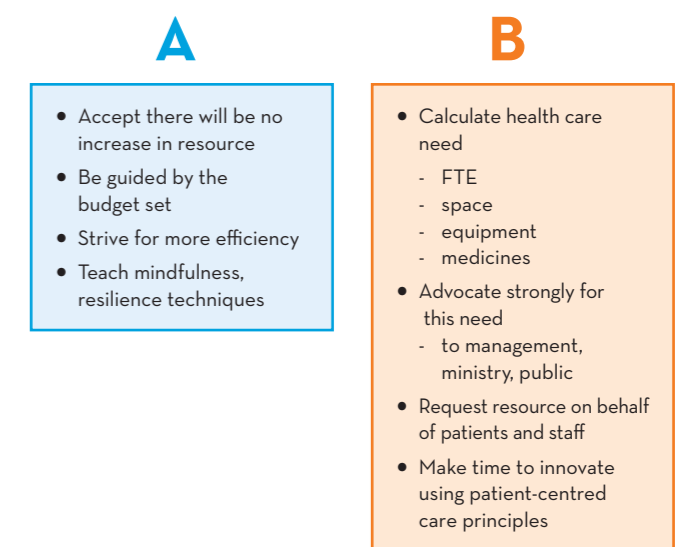 A
• Accept there will be no
increase in resource
• Be guided by the
budget set
• Strive for more efficiency
• Teach mindfulness,
resilience techniques
B
• Calculate health care
need
- FTE
- space
- equipment
- medicines
• Advocate strongly for
this need
- to management,
ministry, public
• Request resource on behalf
of patients and staff
• Make time to innovate
using patient-centred
care principles